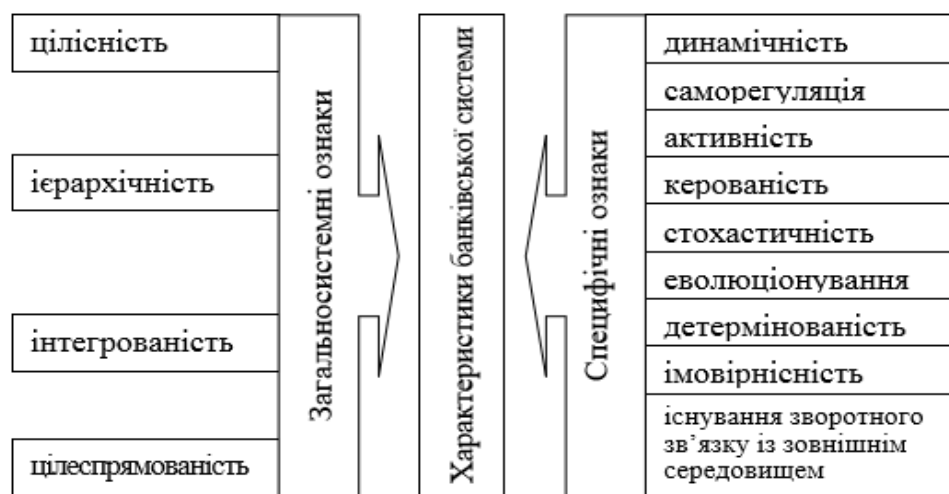 цілісність
ієрархічність
інтегрованість
цілеспрямованість
Загальносистемні ознаки
Характеристики банківської системи
Специфічні ознаки
динамічність
саморегуляція
активність
керованість
стохастичність
еволюціонування
детермінованість
імовірнісність
існування зворотного
зв’язку із зовнішнім
середовищем